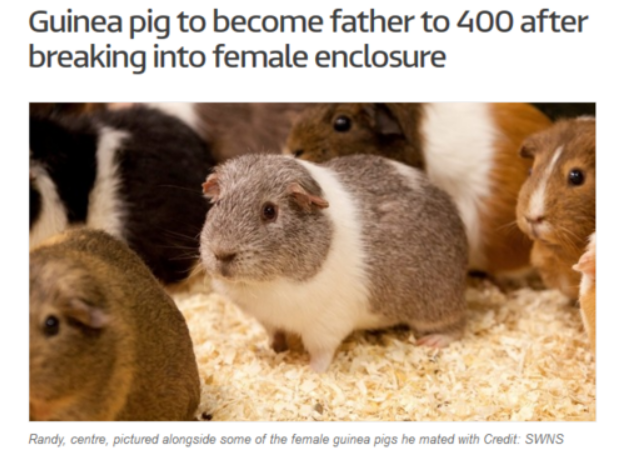 Guinea pig to become father to 400 after
breaking into female enclosure
Randy, centre, pictured alongside some of the female guinea pigs he mated with Credit: SWNS